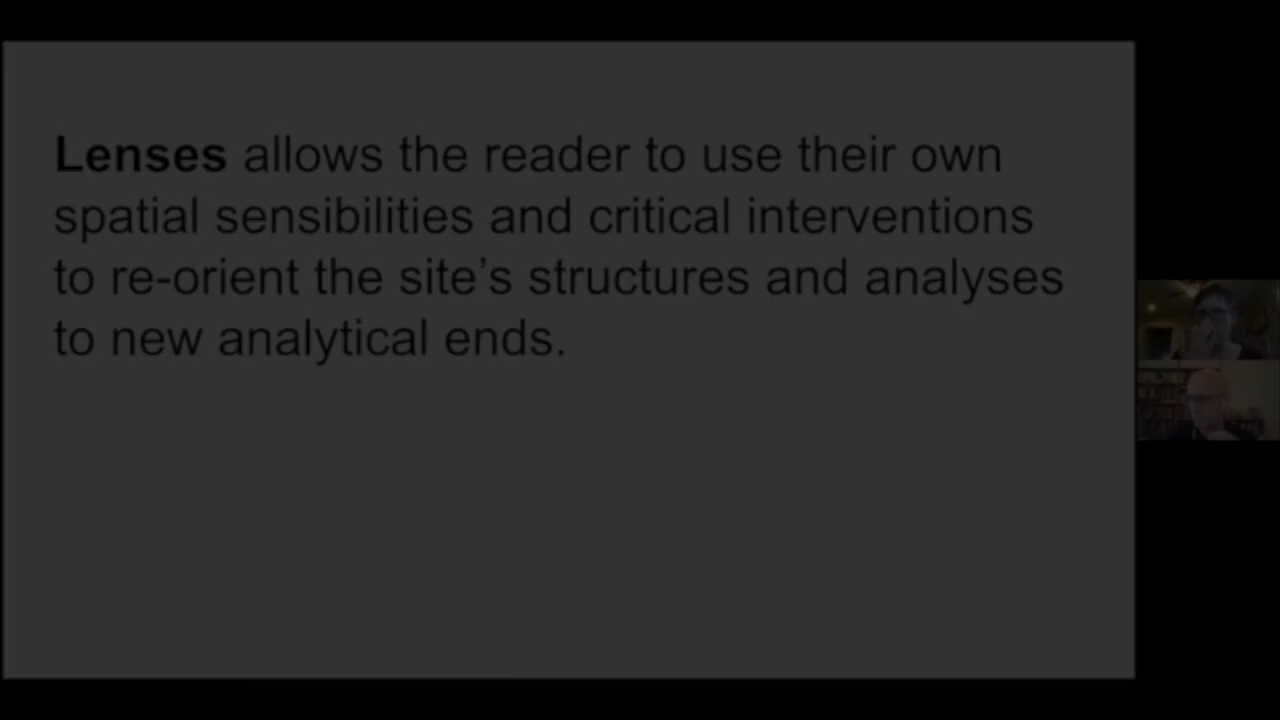 Lenses allows the reader to use their own
spatial sensibilities and critical interventions
to re-orient the site’s structures and analyses
to new analytical ends.